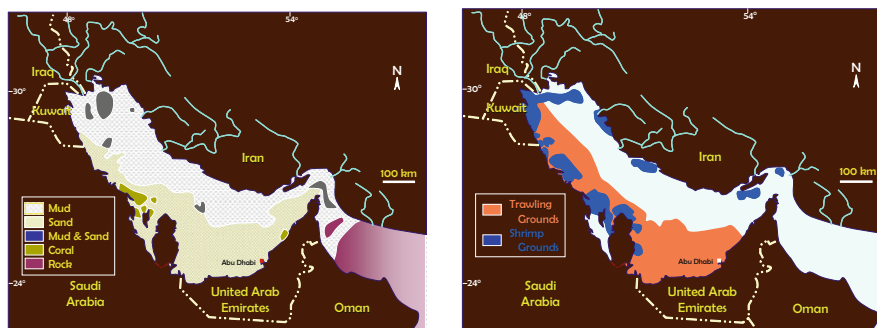 48°
54°
N
Iraq
30°
Kuwait
Iran
100 km
Mud
Sand
Mud & Sand
Coral
Rock
Abu Dhabi
24°
Saudi
Arabia
United Arab
Emirates
Oman
48°
54°
N
Iraq
30°
Kuwait
Iran
100 km
Trawling
Grounds
Shrimp
Grounds
Abu Dhabi
24°
Saudi
Arabia
United Arab
Emirates
Oman